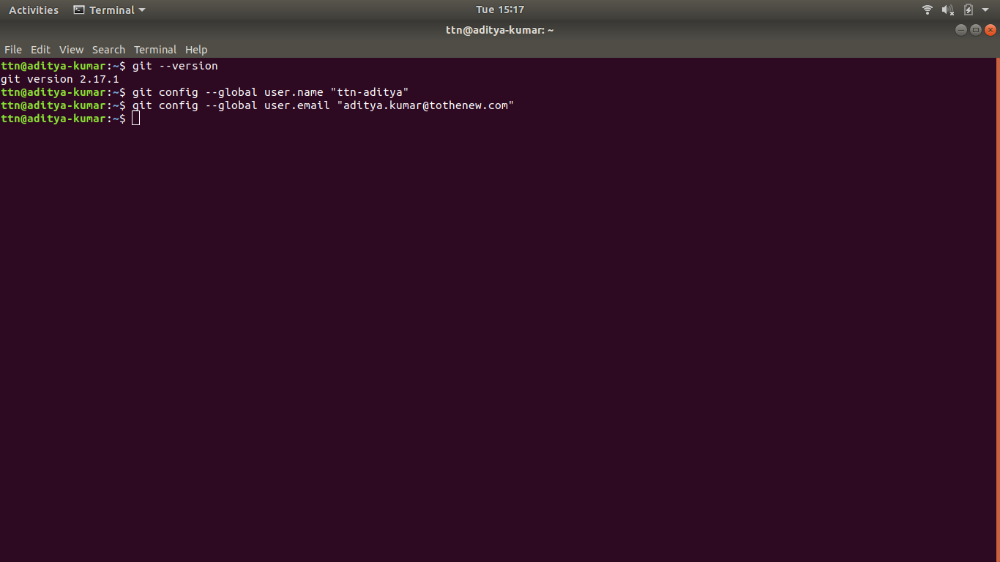 Activities Terminal Tue 15:17
ttn@aditya-kumar: ~
File Edit View Search Terminal Help
ttn@aditya-kumar:~$ git --version
git version 2.17.1
ttn@aditya-kumar:~$ git config --global user.name "ttn-aditya"
ttn@aditya-kumar:~$ git config --global user.email "aditya.kumar@tothenew.com"
ttn@aditya-kumar:~$